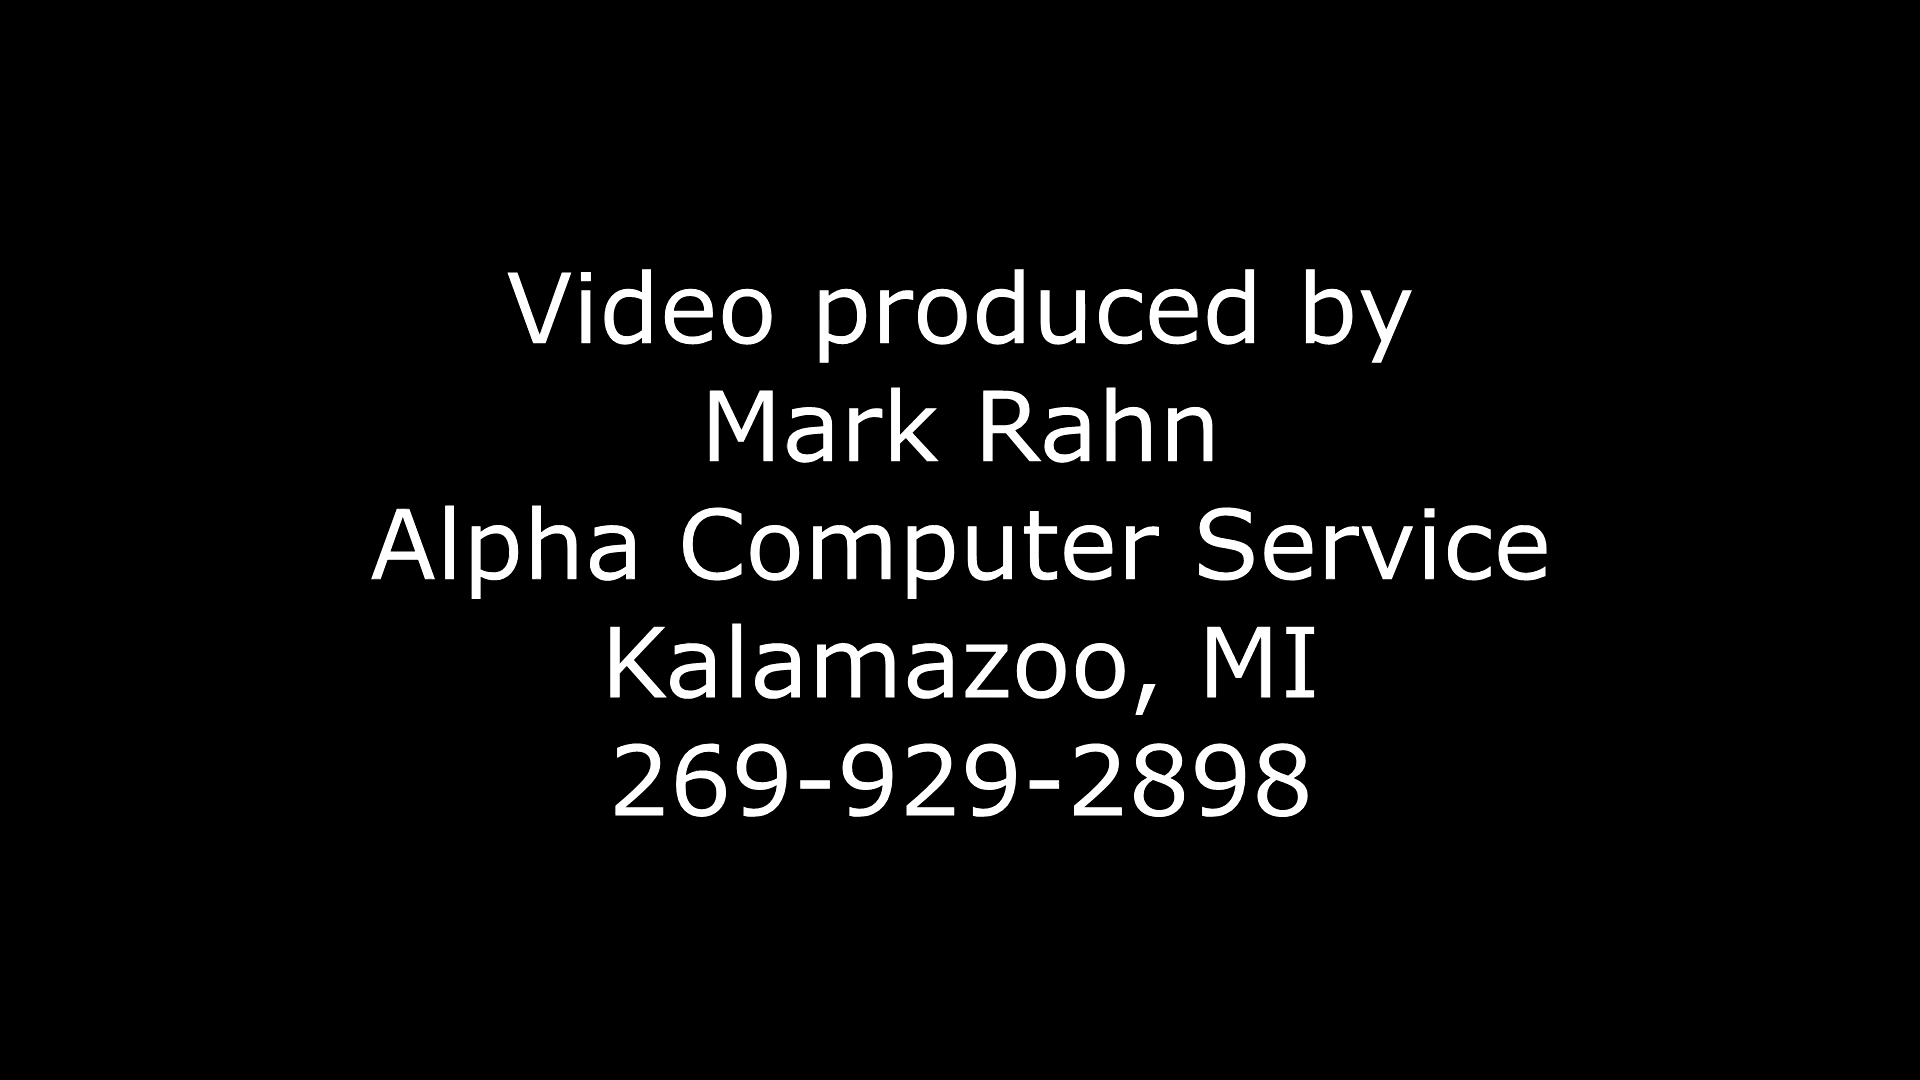 Video produced by
Mark Rahn
Alpha Computer Service
Kalamazoo, MI
269-929-2898